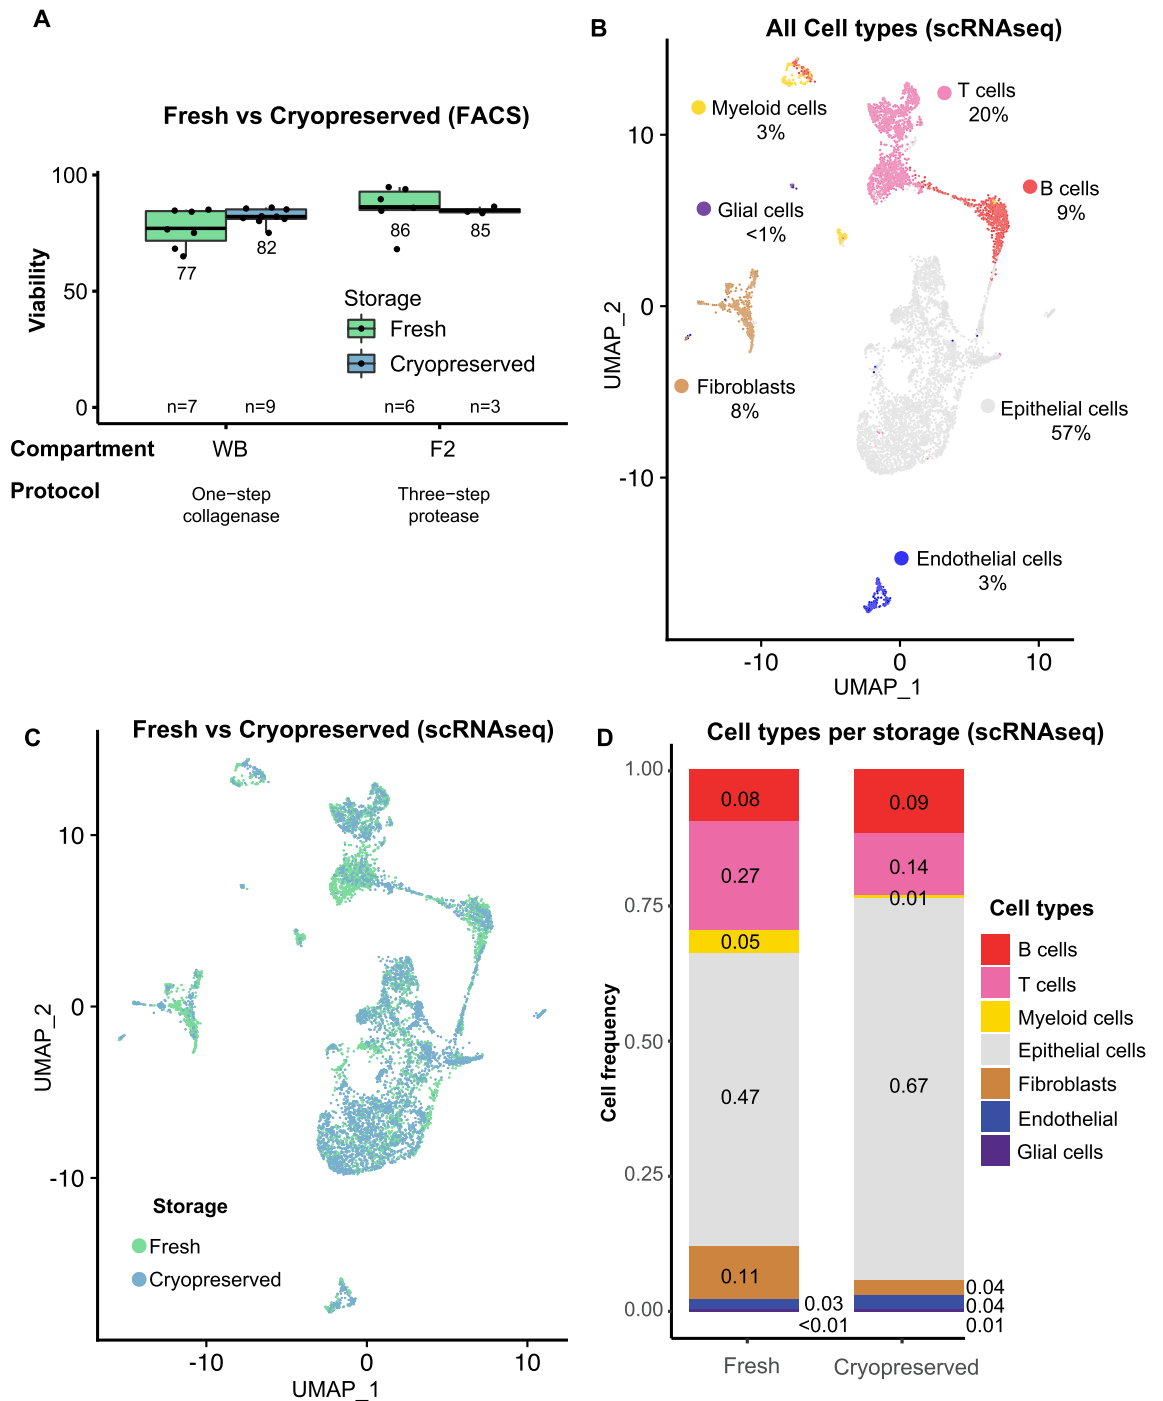 A
Fresh vs Cryopreserved (FACS)
Viability
100
50
0
77
82
86
85
Storage
Fresh
Cryopreserved
n=7
n=9
n=6
n=3
Compartment
WB
F2
Protocol
One−step
collagenase
Three−step
protease
B
All Cell types (scRNAseq)
UMAP_2
10
0
-10
Myeloid cells
3%
T cells
20%
B cells
9%
Glial cells
<1%
Fibroblasts
8%
Epithelial cells
57%
Endothelial cells
3%
-10
0
10
UMAP_1
C
Fresh vs Cryopreserved (scRNAseq)
UMAP_2
10
0
-10
Storage
Fresh
Cryopreserved
-10
0
10
UMAP_1
D
Cell types per storage (scRNAseq)
Cell frequency
1.00
0.75
0.50
0.25
0.00
0.08
0.27
0.05
0.47
0.11
0.03
<0.01
0.09
0.14
0.01
0.67
0.04
0.04
0.01
Fresh
Cryopreserved
Cell types
B cells
T cells
Myeloid cells
Epithelial cells
Fibroblasts
Endothelial
Glial cells